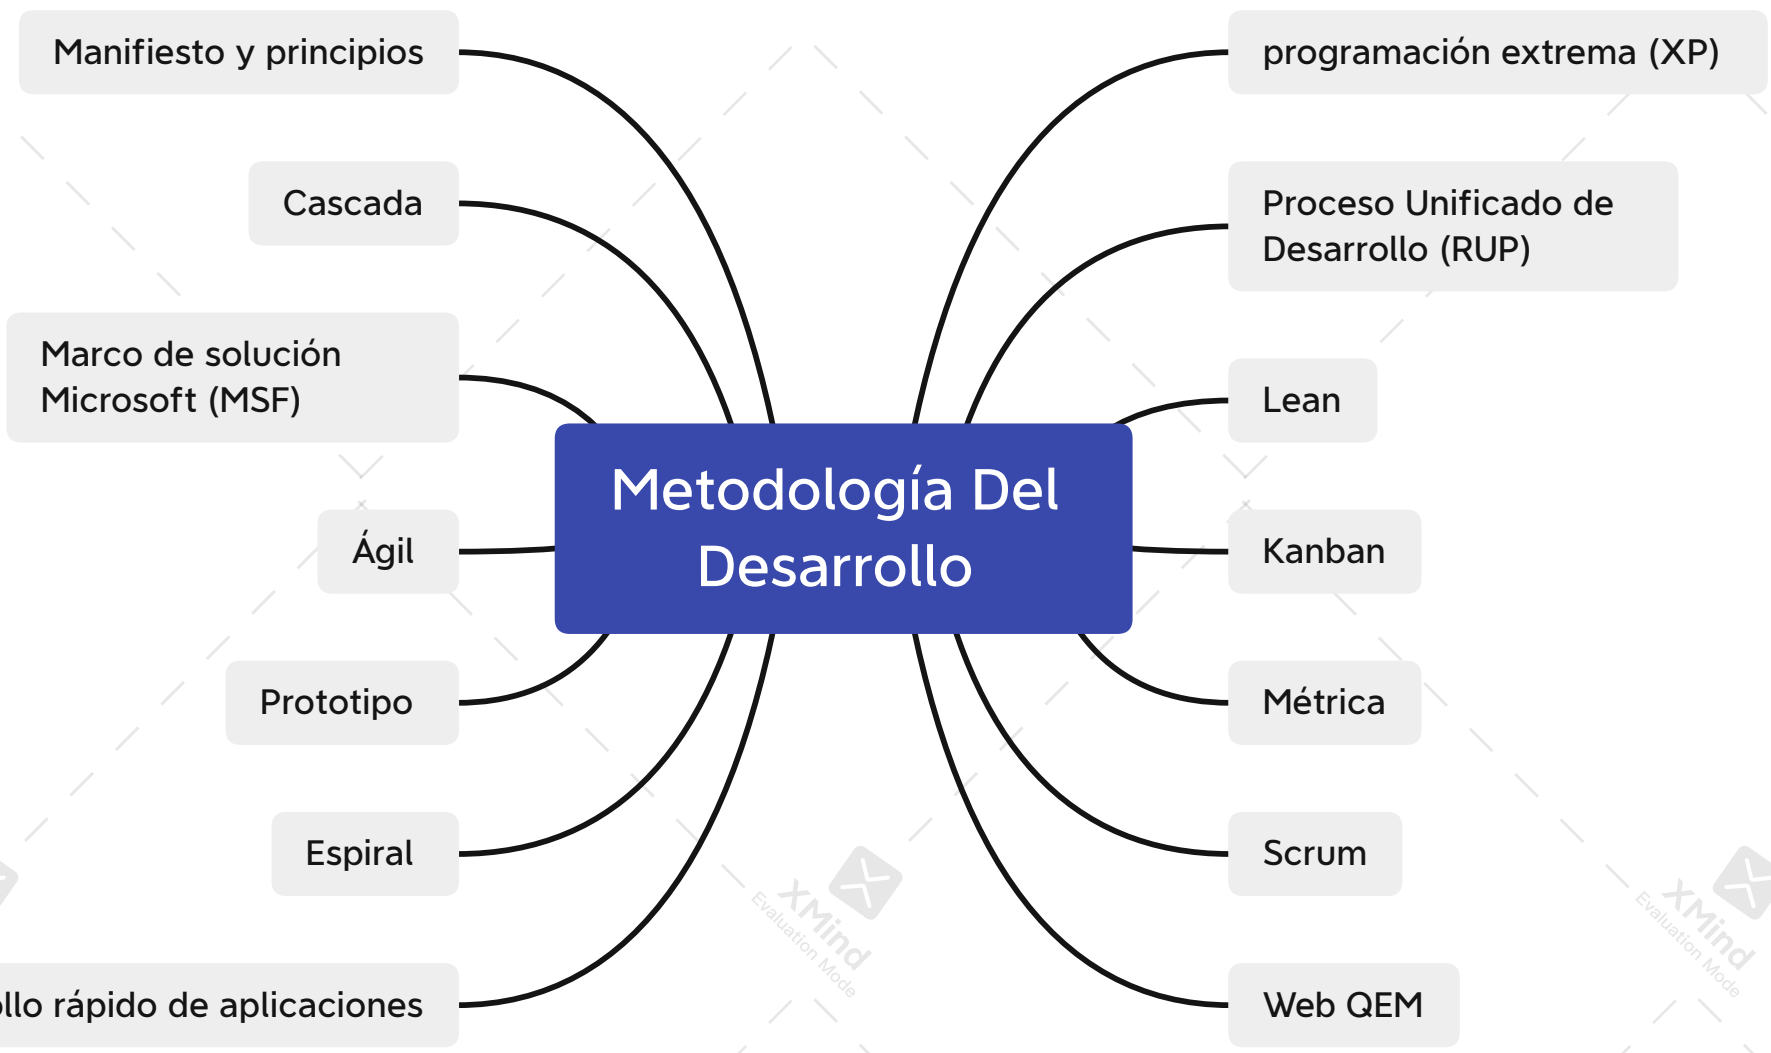 Manifiesto y principios
Cascada
Marco de solución
Microsoft (MSF)
Ágil
Prototipo
Espiral
rápido de aplicaciones
Metodología Del
Desarrollo
programación extrema (XP)
Proceso Unificado de
Desarrollo (RUP)
Lean
Kanban
Métrica
Scrum
Web QEM
XMind
Evaluation Mode
XMind
Evaluation Mode